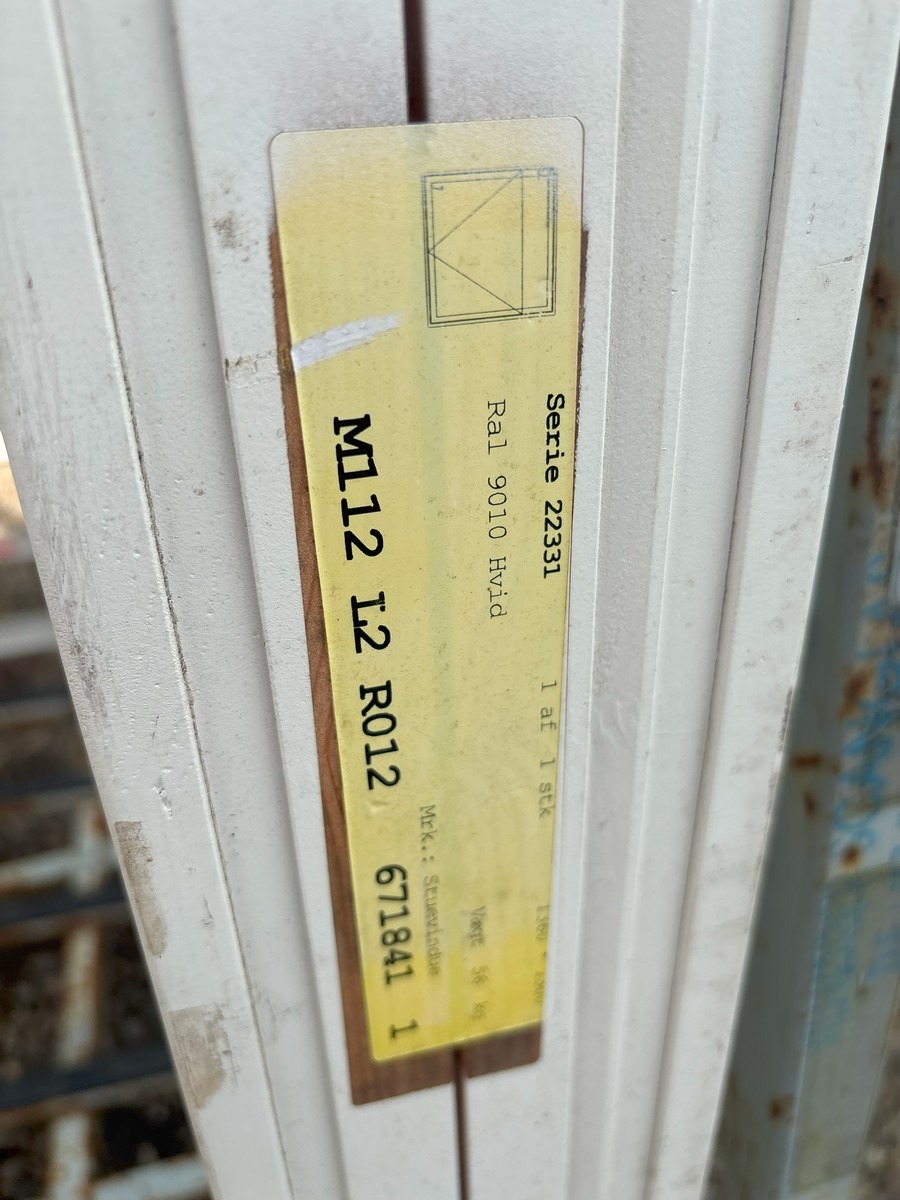 Serie 22331 1 af 1 stk
Ral 9010 Hvid Vægt 56 kg
Mrk.: Stuevindue
M112 L2 R012 671841 1